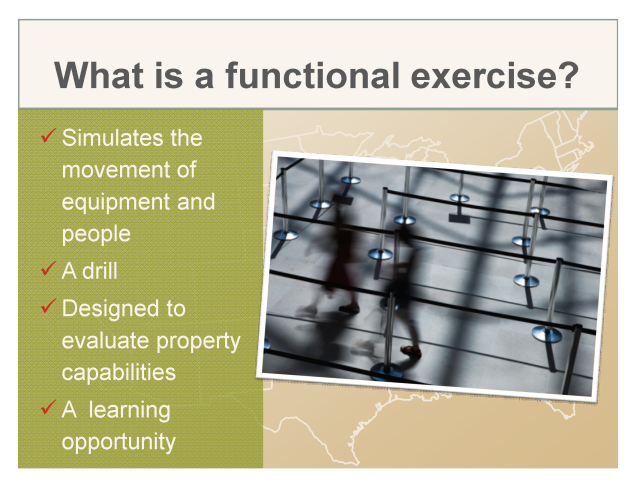 What is a functional exercise?
✓ Simulates the
movement of
equipment and
people
✓ A drill
✓ Designed to
evaluate property
capabilities
✓ A  learning
opportunity